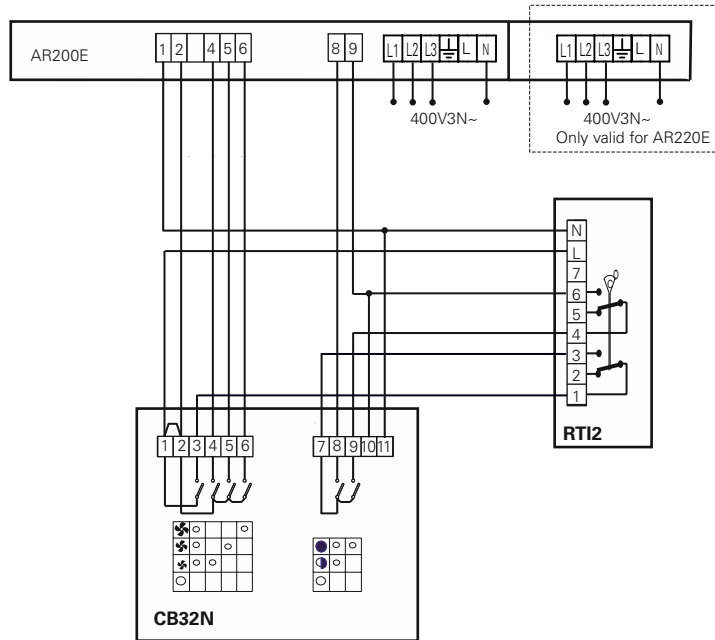 AR200E
1 2 4 5 6
8 9
L1 L2 L3 L N
L1 L2 L3 L N
400V3N~
400V3N~
Only valid for AR220E
N
L
7
6
5
4
3
2
1
RTI2
1 2 3 4 5 6
7 8 9 10 11
CB32N